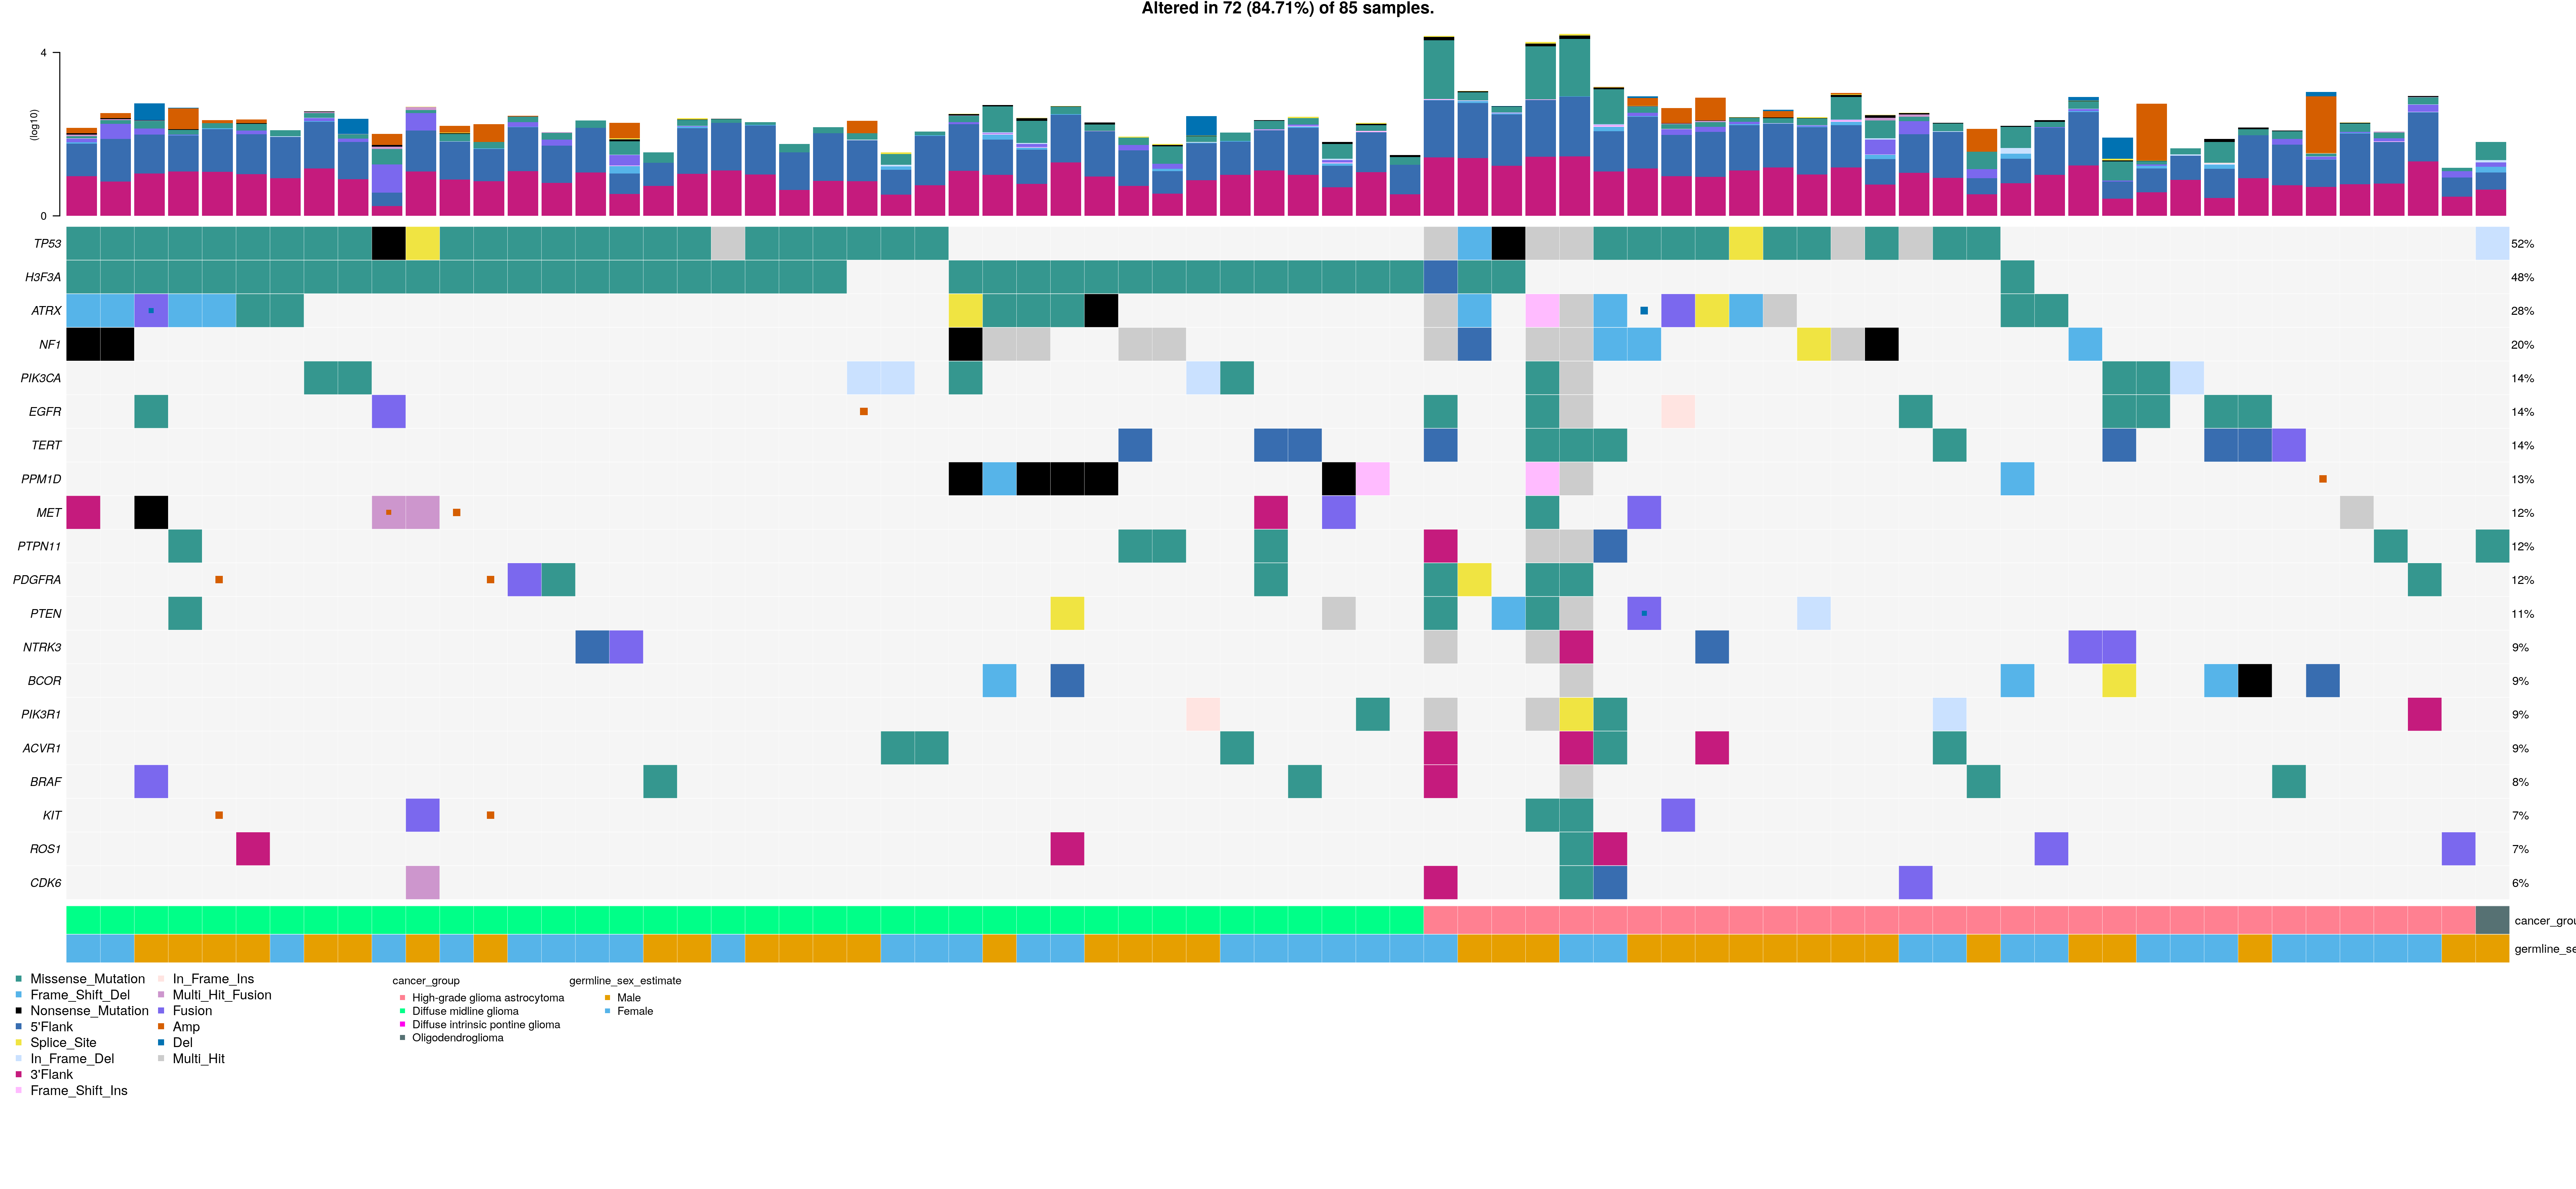 Altered in 72 (84.71%) of 85 samples.
4
(log10)
0
TP53 52%
H3F3A 48%
ATRX 28%
NF1 20%
PIK3CA 14%
EGFR 14%
TERT 14%
PPM1D 13%
MET 12%
PTPN11 12%
PDGFRA 12%
PTEN 11%
NTRK3 9%
BCOR 9%
PIK3R1 9%
ACVR1 9%
BRAF 8%
KIT 7%
ROS1 7%
CDK6 6%
cancer_grou
germline_se
Missense_Mutation
Frame_Shift_Del
Nonsense_Mutation
5'Flank
Splice_Site
In_Frame_Del
3'Flank
Frame_Shift_Ins
In_Frame_Ins
Multi_Hit_Fusion
Fusion
Amp
Del
Multi_Hit
cancer_group
High-grade glioma astrocytoma
Diffuse midline glioma
Diffuse intrinsic pontine glioma
Oligodendroglioma
germline_sex_estimate
Male
Female